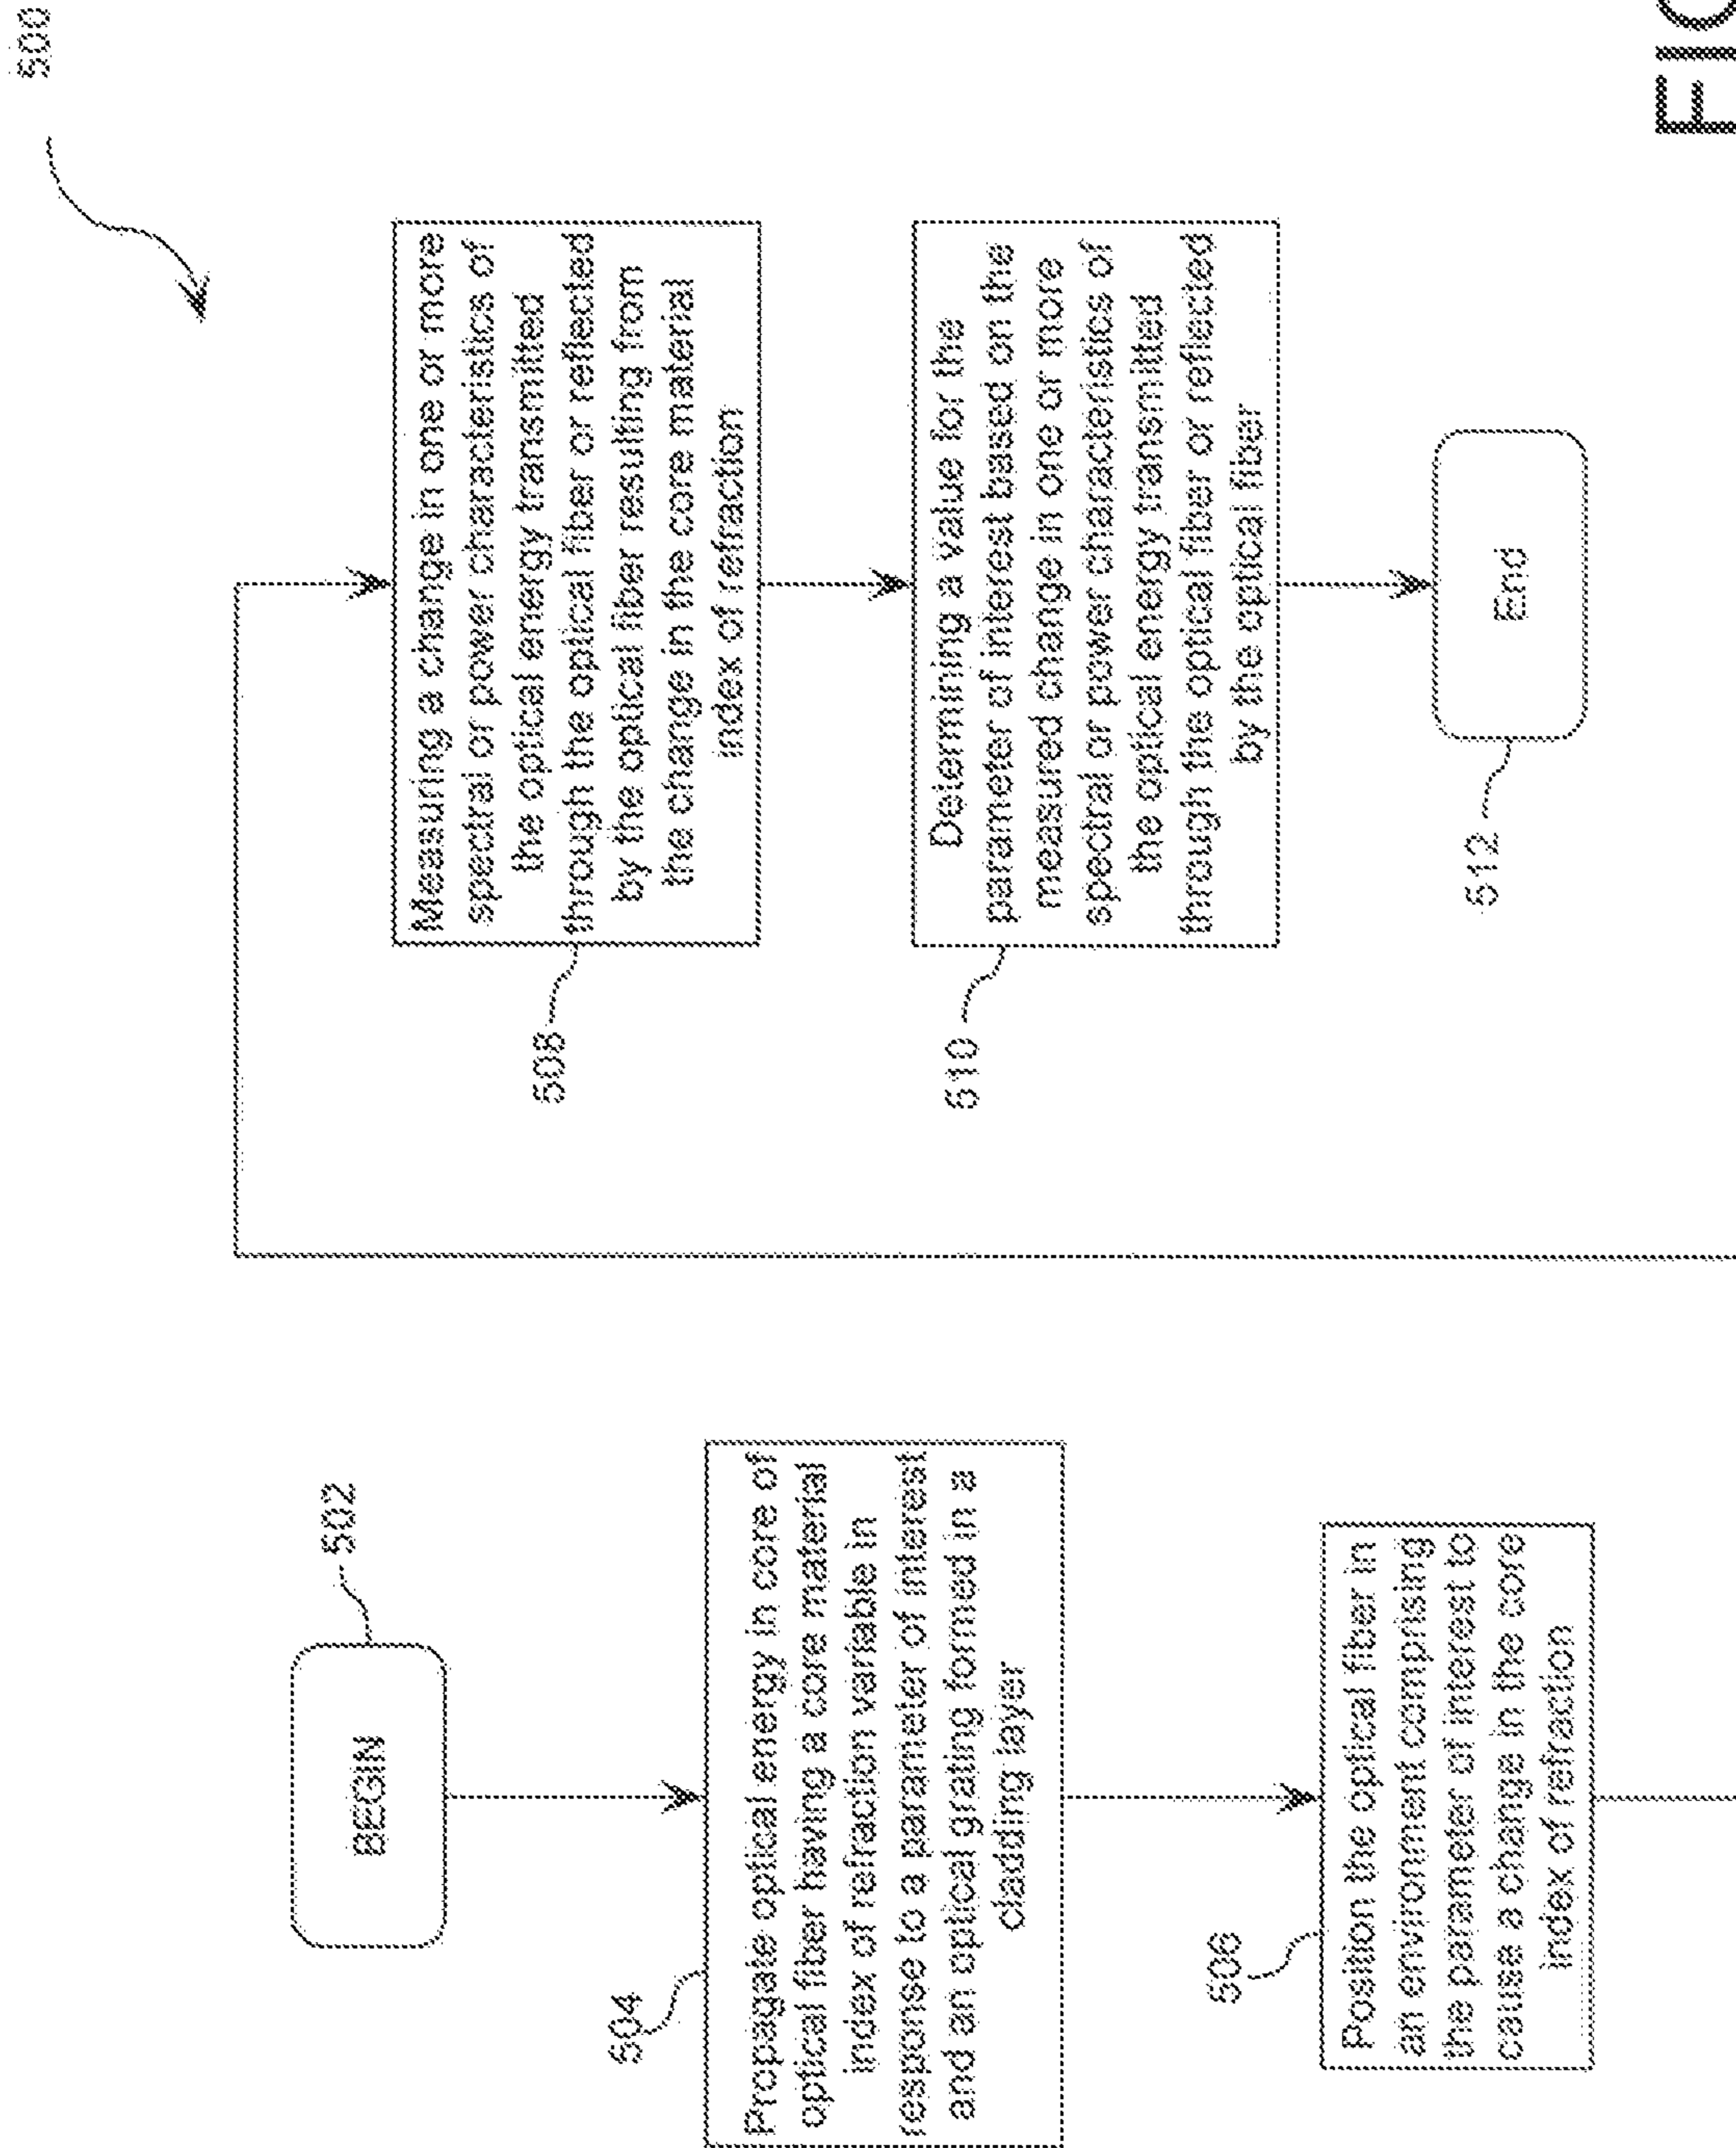 500
BEGIN
502
504
Propagate optical energy in core of
optical fiber having a core material
index of refraction variable in
response to a parameter of interest
and an optical grating formed in a
cladding layer
506
Position the optical fiber in
an environment comprising
the parameter of interest to
cause a change in the core
index of refraction
Measuring a change in one or more
spectral or power characteristics of
the optical energy transmitted
through the optical fiber or reflected
by the optical fiber resulting from
the change in the core material
index of refraction
508
Determining a value for the
parameter of interest based on the
measured change in one or more
spectral or power characteristics of
the optical energy transmitted
through the optical fiber or reflected
by the optical fiber
510
End
512